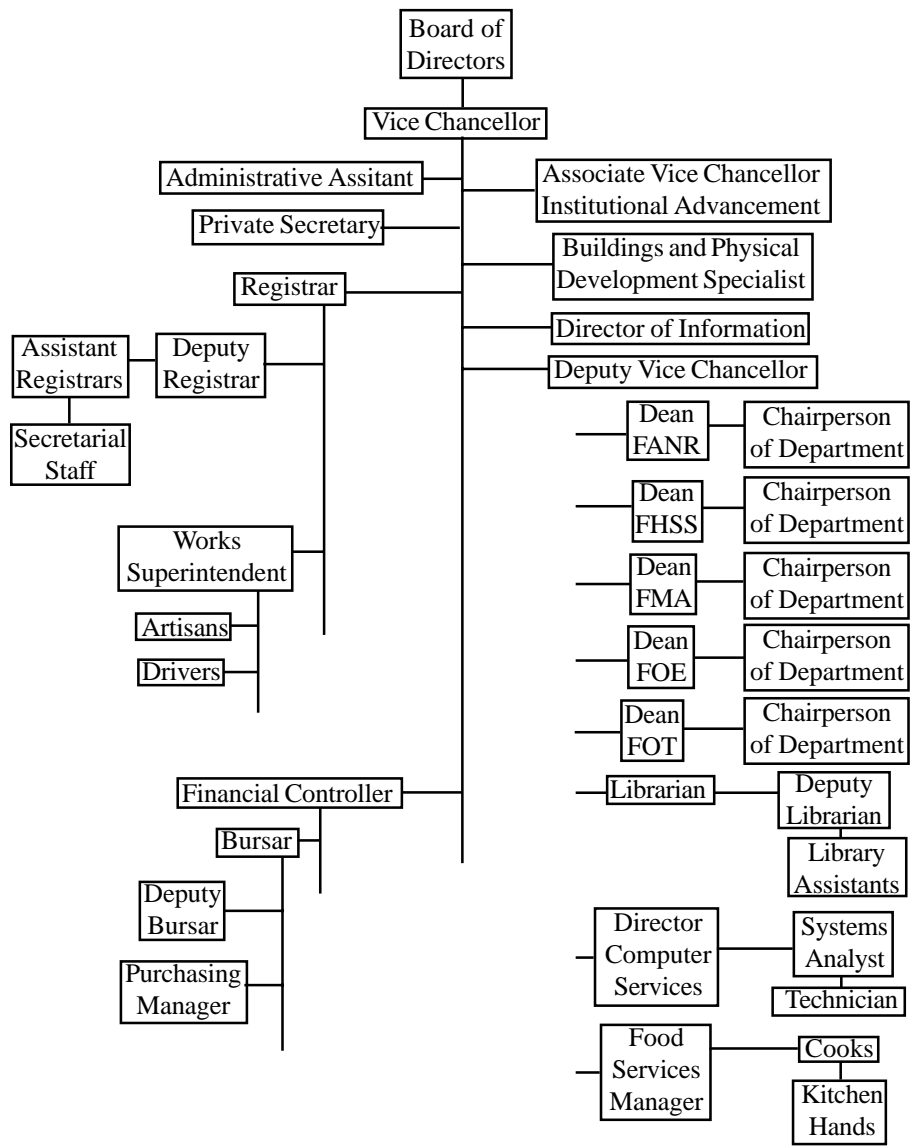 Board of
Directors
Vice Chancellor
Administrative Assitant
Associate Vice Chancellor
Institutional Advancement
Private Secretary
Buildings and Physical
Development Specialist
Registrar
Director of Information
Assistant
Registrars
Deputy
Registrar
Deputy Vice Chancellor
Secretarial
Staff
Dean
FANR
Chairperson
of Department
Dean
FHSS
Chairperson
of Department
Works
Superintendent
Dean
FMA
Chairperson
of Department
Artisans
Drivers
Dean
FOE
Chairperson
of Department
Dean
FOT
Chairperson
of Department
Financial Controller
Librarian
Deputy
Librarian
Bursar
Library
Assistants
Deputy
Bursar
Director
Computer
Services
Systems
Analyst
Purchasing
Manager
Technician
Food
Services
Manager
Cooks
Kitchen
Hands